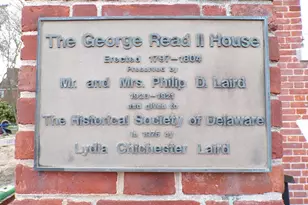 The George Read II House
Erected 1797-1804
Presented by
Mr. and Mrs. Philip D. Laird
1920-1975
and given to
The Historical Society of Delaware
in 1975 by
Lydia Chichester Laird